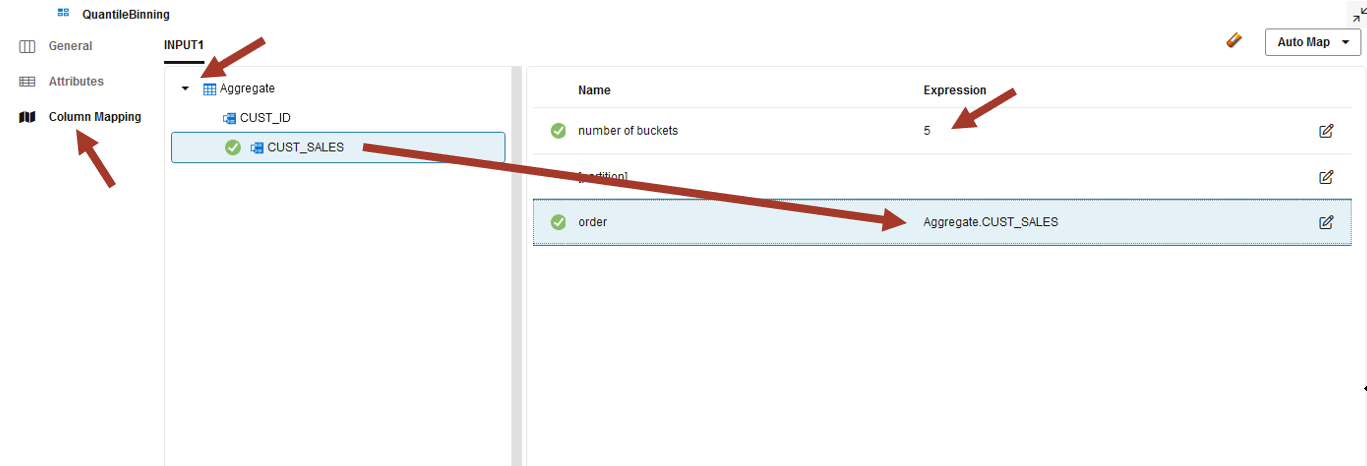 QuantileBinning
General
Attributes
Column Mapping
INPUT1
Auto Map
Aggregate
CUST_ID
CUST_SALES
Name Expression
number of buckets 5
[partition]
order Aggregate.CUST_SALES